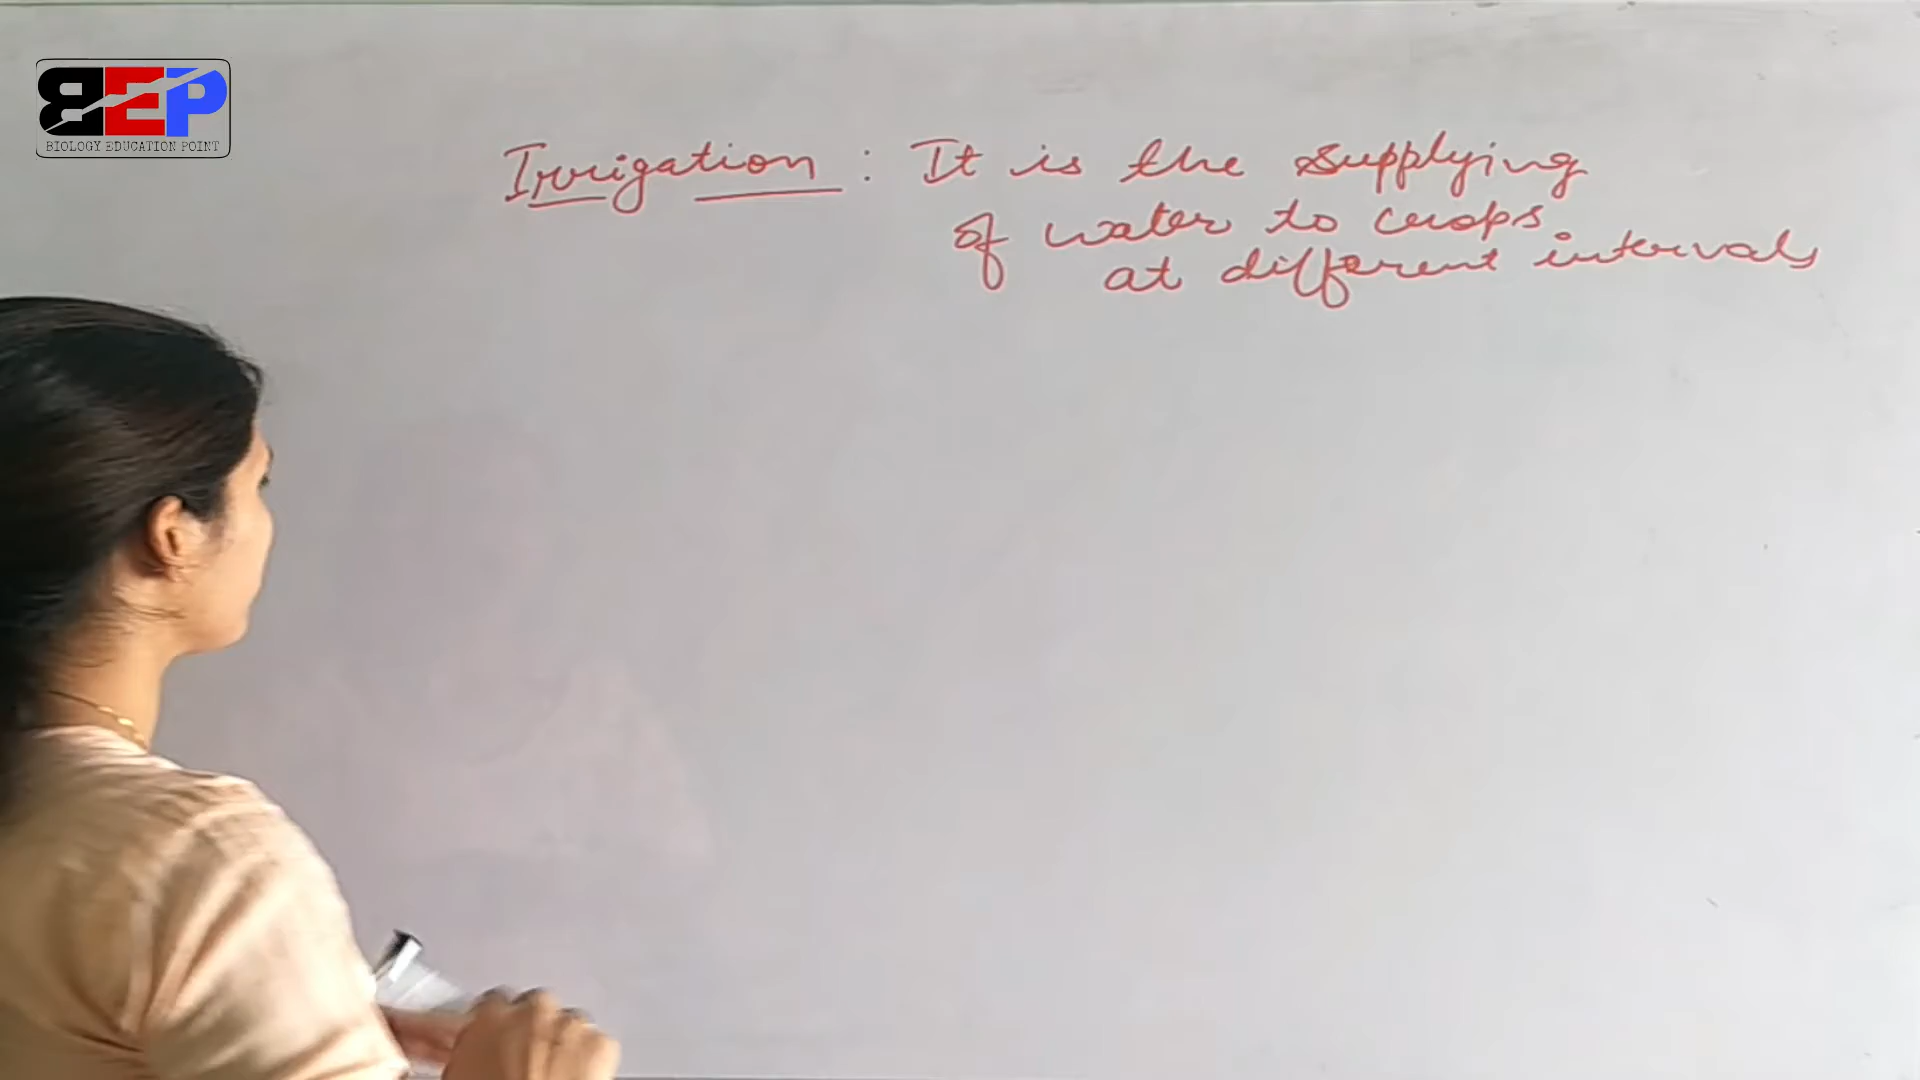 BEP
BIOLOGY EDUCATION POINT
Irrigation : It is the supplying
of water to crops
at different intervals